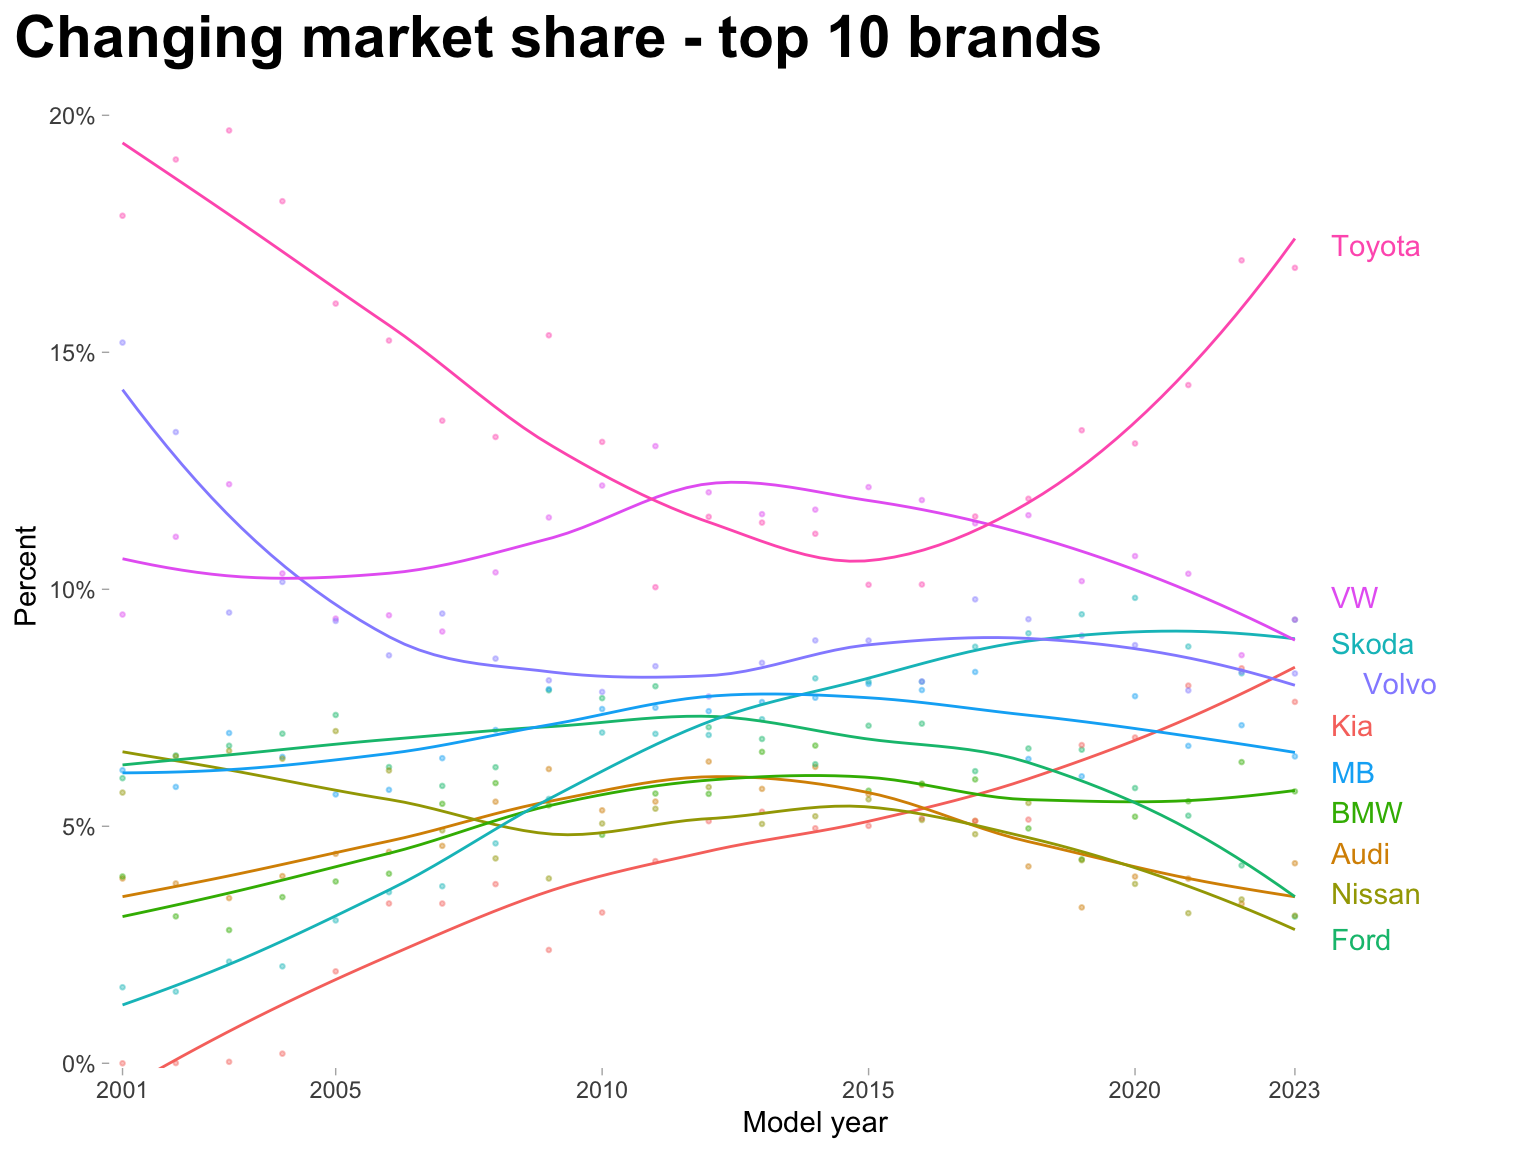 Changing market share - top 10 brands
20%
15%
10%
5%
0%
Percent
2001 2005 2010 2015 2020 2023
Model year
Toyota
VW
Skoda
Volvo
Kia
MB
BMW
Audi
Nissan
Ford